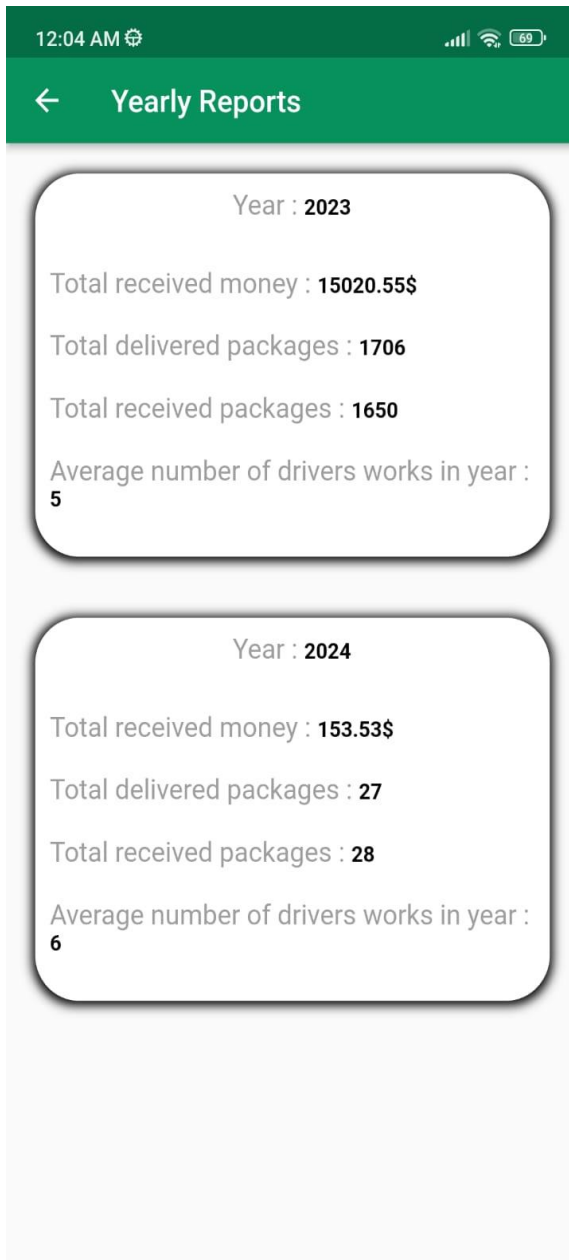 12:04 AM
69
Yearly Reports
Year : 2023
Total received money : 15020.55$
Total delivered packages : 1706
Total received packages : 1650
Average number of drivers works in year :
5
Year : 2024
Total received money : 153.53$
Total delivered packages : 27
Total received packages : 28
Average number of drivers works in year :
6